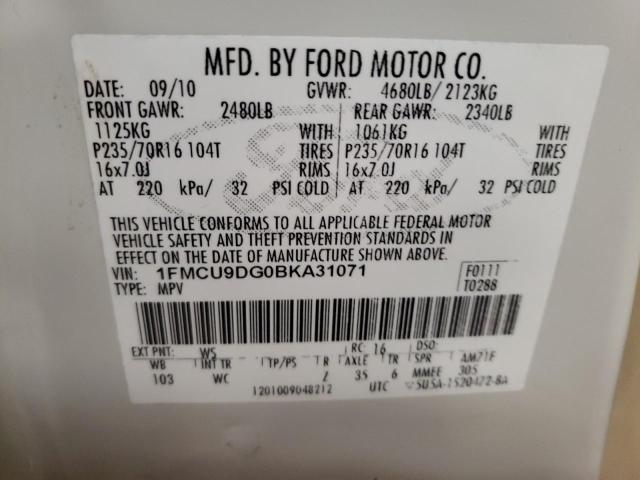 MFD. BY FORD MOTOR CO.
DATE: 09/10 GVWR: 4680LB/ 2123KG
FRONT GAWR: 2480LB REAR GAWR: 2340LB
1125KG WITH 1061KG WITH
P235/70R16 104T TIRES P235/70R16 104T TIRES
16x7.0J RIMS 16x7.0J RIMS
AT 220 kPa/ 32 PSI COLD AT 220 kPa/ 32 PSI COLD
THIS VEHICLE CONFORMS TO ALL APPLICABLE FEDERAL MOTOR
VEHICLE SAFETY AND THEFT PREVENTION STANDARDS IN
EFFECT ON THE DATE OF MANUFACTURE SHOWN ABOVE.
VIN: 1FMCU9DG0BKA31071 F0111
TYPE: MPV T0288
EXT PNT: WS RC: 16 DSO:
WB INT TR TP/PS R AXLE TR SPR AM71F
103 WC 35 6 MMEE 305
1201009048212 UTC 5USA-1520472-BA